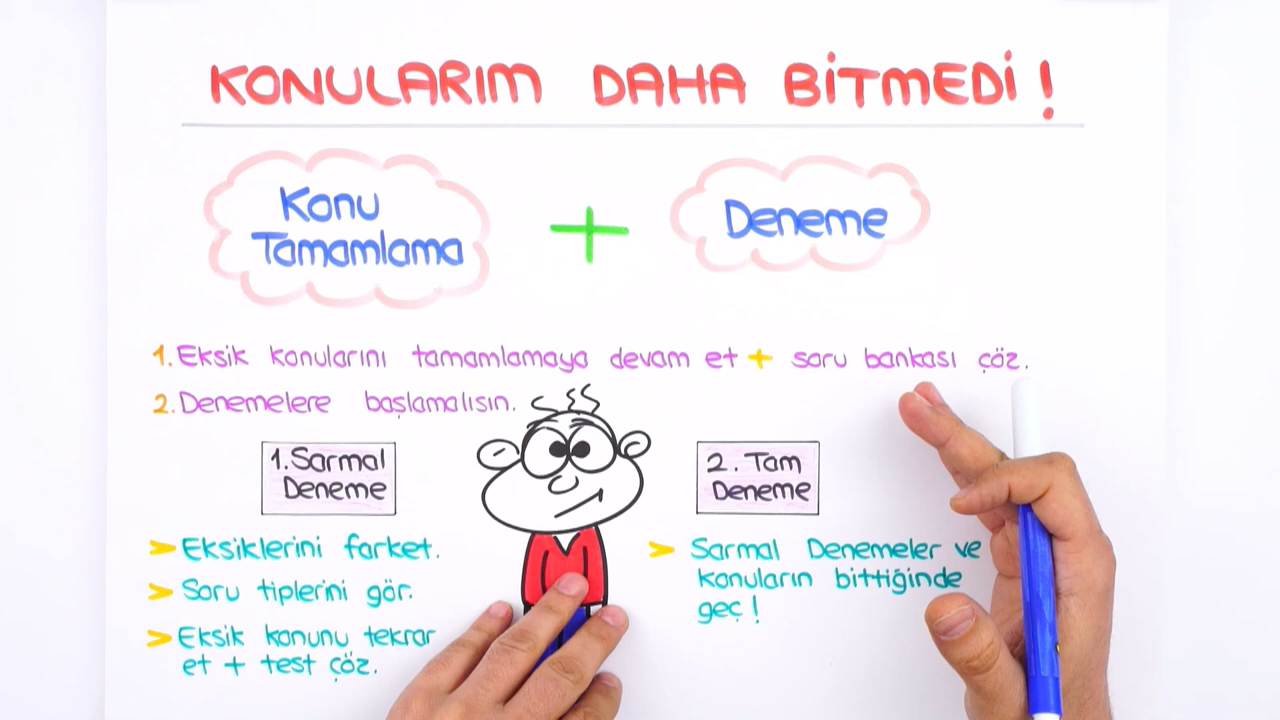 KONULARIM DAHA BİTMEDİ!
Konu
Tamamlama
+
Deneme
1. Eksik konularını tamamlamaya devam et + soru bankası çöz.
2. Denemelere başlamalısın.
1. Sarmal
Deneme
2. Tam
Deneme
> Eksiklerini farket.
> Soru tiplerini gör.
> Eksik konunu tekrar
et + test çöz.
> Sarmal Denemeler ve
konuların bittiğinde
geç!